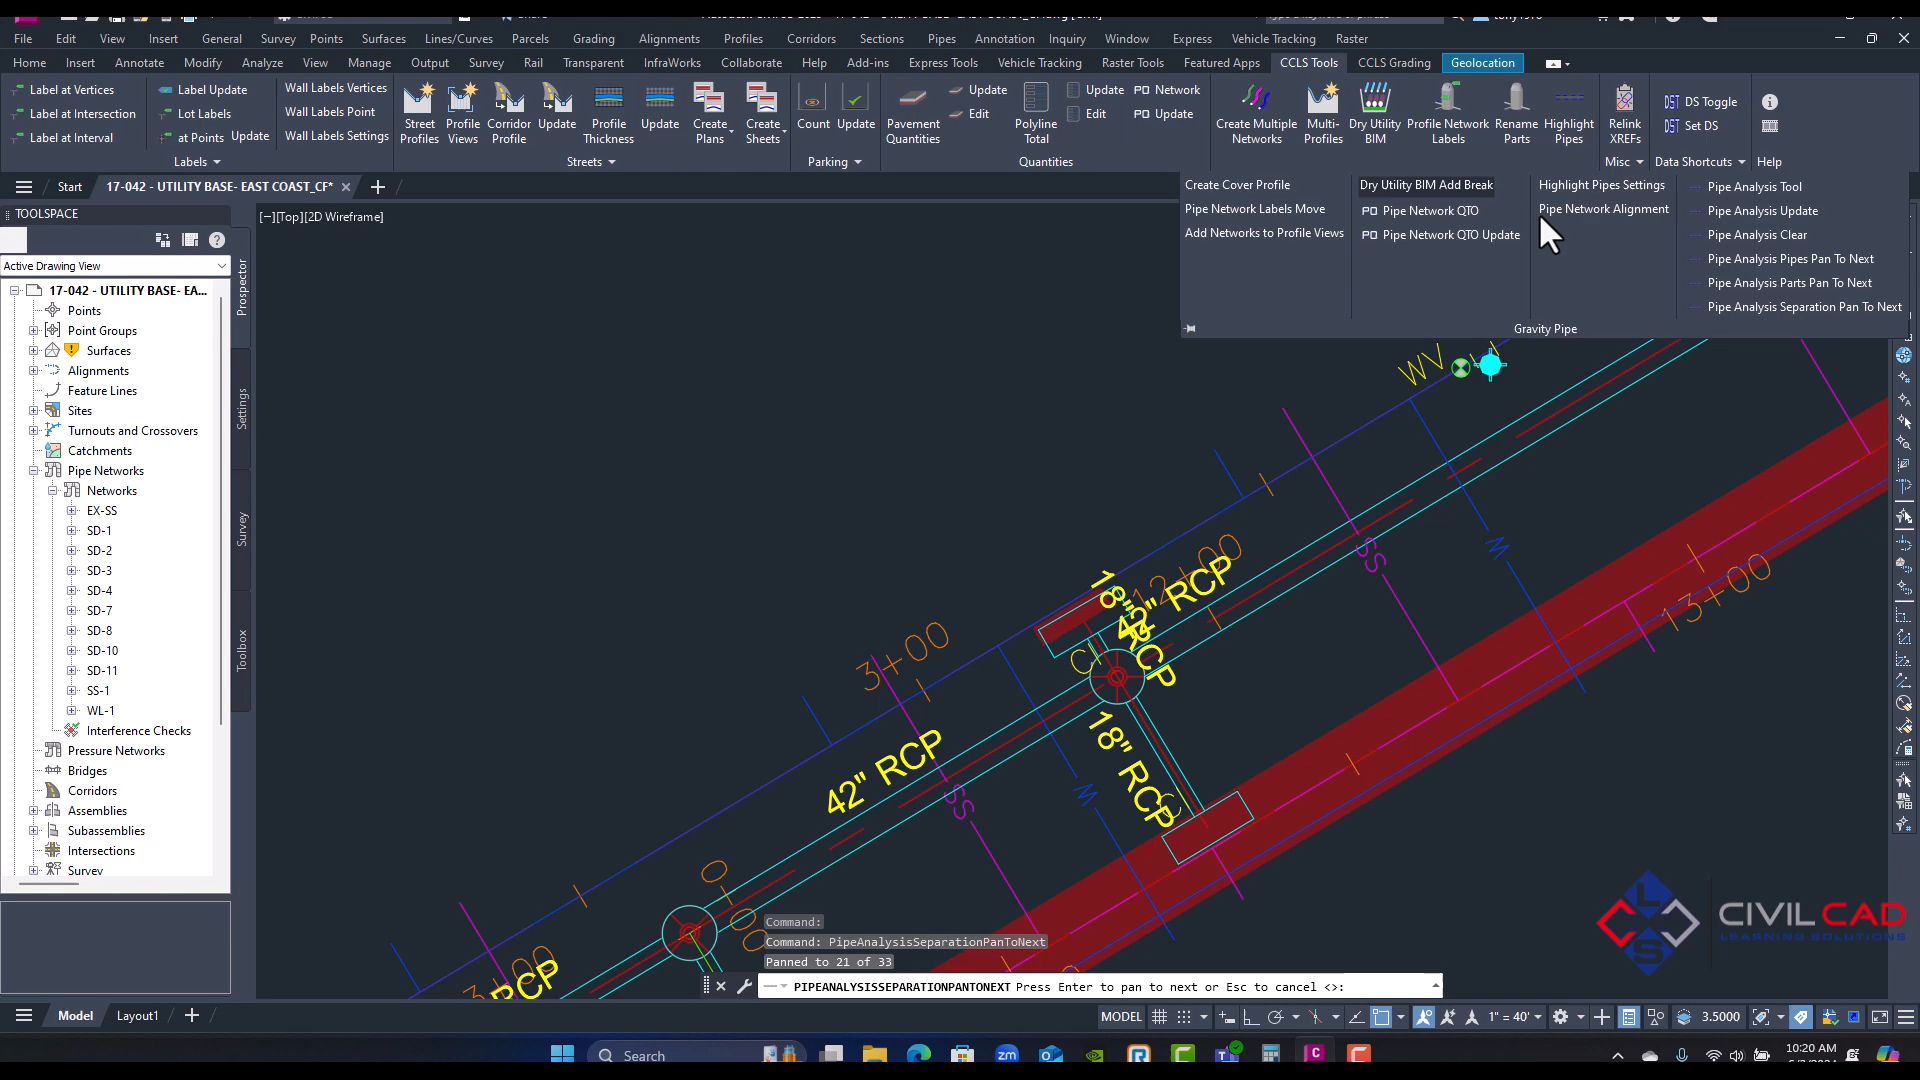 File Edit View Insert General Survey Points Surfaces Lines/Curves Parcels Grading Alignments Profiles Corridors Sections Pipes Annotation Inquiry Window Express Vehicle Tracking Raster
Home Insert Annotate Modify Analyze View Manage Output Survey Rail Transparent InfraWorks Collaborate Help Add-ins Express Tools Vehicle Tracking Raster Tools Featured Apps CCLS Tools CCLS Grading Geolocation
Label at Vertices
Label at Intersection
Label at Interval
Label Update
Lot Labels
at Points Update
Wall Labels Vertices
Wall Labels Point
Wall Labels Settings
Labels
Street Profiles
Profile Views
Corridor Profile
Update
Profile Thickness
Update
Create Plans
Create Sheets
Streets
Count
Update
Parking
Pavement Quantities
Update
Edit
Polyline Total
Update
Edit
Network
Update
Quantities
Create Multiple Networks
Multi-Profiles
Dry Utility BIM
Profile Network Labels
Rename Parts
Highlight Pipes
Relink XREFs
Misc
DS Toggle
Set DS
Data Shortcuts
Help
Start
17-042 - UTILITY BASE- EAST COAST_CF*
Create Cover Profile
Pipe Network Labels Move
Add Networks to Profile Views
Dry Utility BIM Add Break
Pipe Network QTO
Pipe Network QTO Update
Highlight Pipes Settings
Pipe Network Alignment
Pipe Analysis Tool
Pipe Analysis Update
Pipe Analysis Clear
Pipe Analysis Pipes Pan To Next
Pipe Analysis Parts Pan To Next
Pipe Analysis Separation Pan To Next
Gravity Pipe
TOOLSPACE
Active Drawing View
17-042 - UTILITY BASE- EA...
Points
Point Groups
Surfaces
Alignments
Feature Lines
Sites
Turnouts and Crossovers
Catchments
Pipe Networks
Networks
EX-SS
SD-1
SD-2
SD-3
SD-4
SD-7
SD-8
SD-10
SD-11
SS-1
WL-1
Interference Checks
Pressure Networks
Bridges
Corridors
Assemblies
Subassemblies
Intersections
Survey
Prospector
Settings
Survey
Toolbox
[−][Top][2D Wireframe]
WV
12+00
42" RCP
18" RCP
SS
13+00
3+00
18" RCP
42" RCP
SS
3+00
RCP
CIVIL CAD
LEARNING SOLUTIONS
LS
Command:
Command: PipeAnalysisSeparationPanToNext
Panned to 21 of 33
PIPEANALYSISSEPARATIONPANTONEXT Press Enter to pan to next or Esc to cancel <>:
Model
Layout1
MODEL
1" = 40'
3.5000
Search
10:20 AM